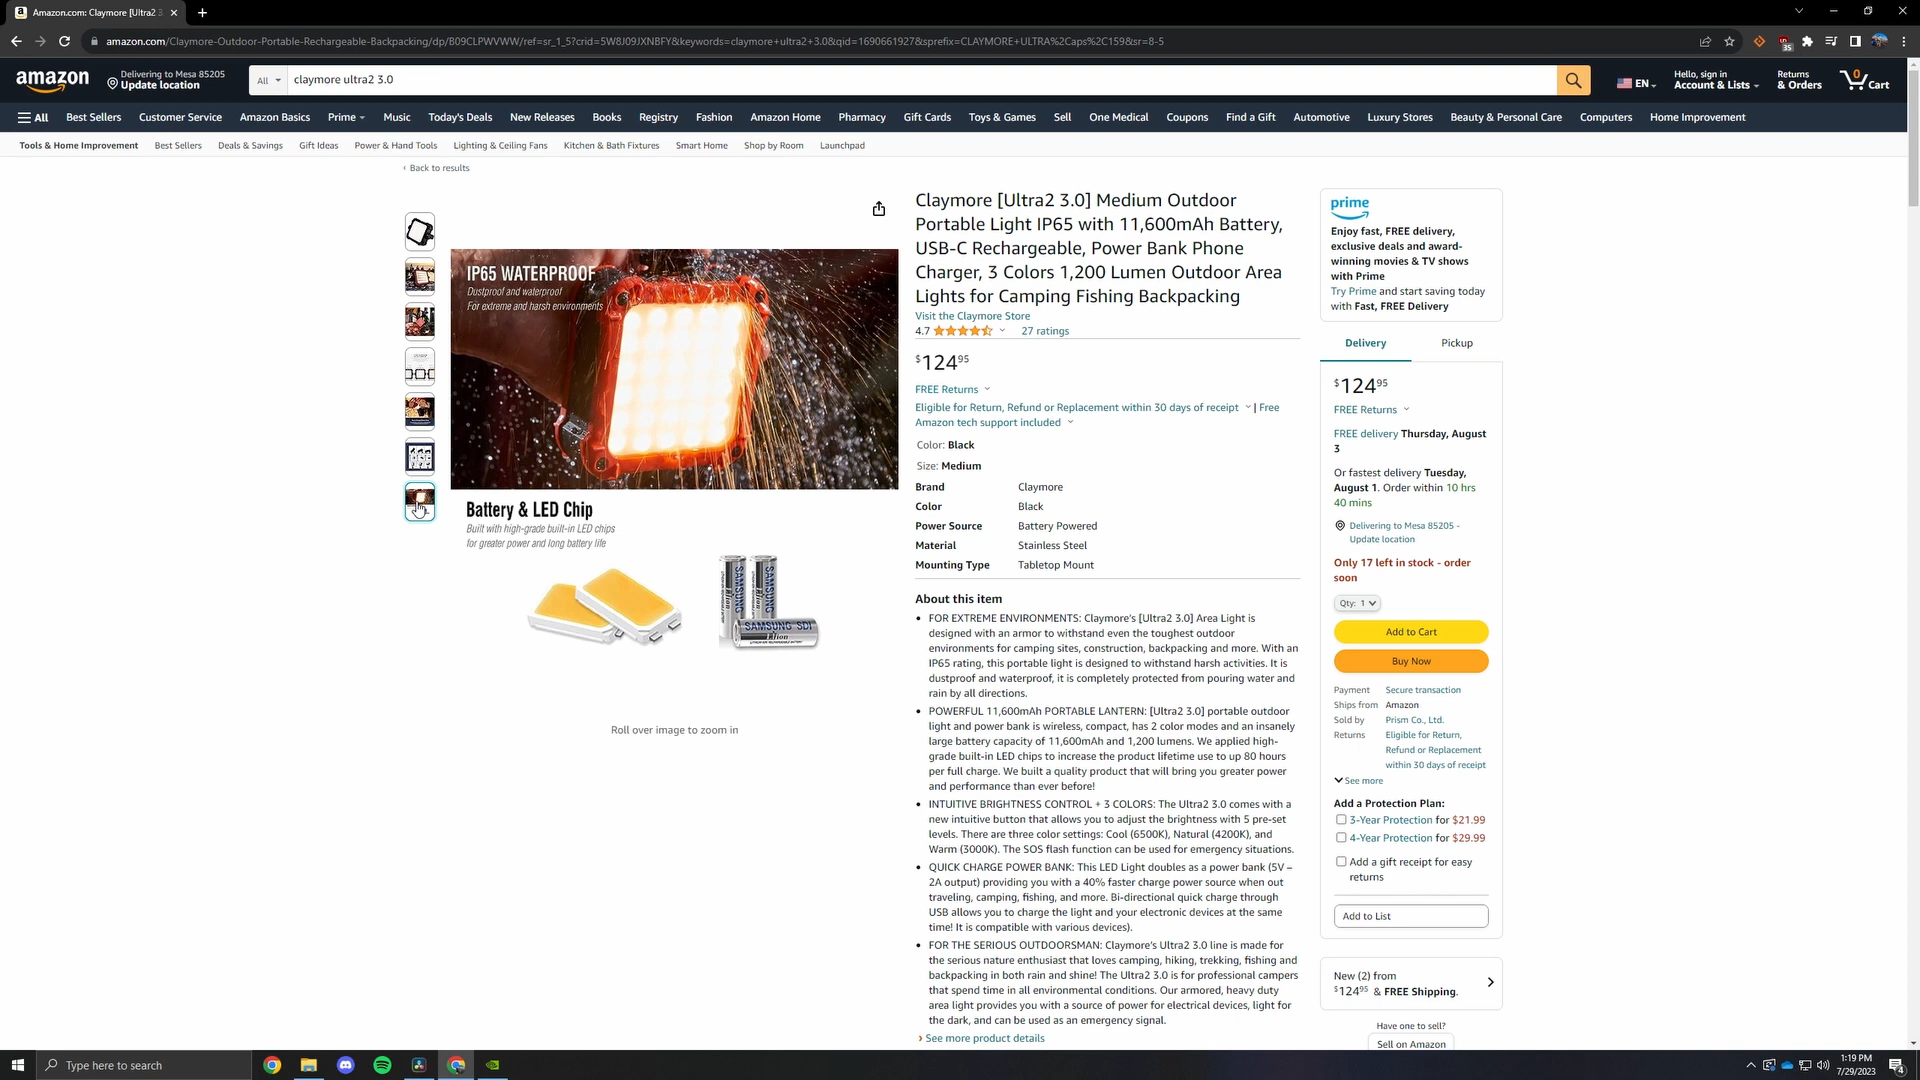 Amazon.com: Claymore [Ultra2 3.
amazon.com/Claymore-Outdoor-Portable-Rechargeable-Backpacking/dp/B09CLPWVWW/ref=sr_1_5?crid=5W8J09JXNBFY&keywords=claymore+ultra2+3.0&qid=1690661927&sprefix=CLAYMORE+ULTRA%2Caps%2C159&sr=8-5
35
amazon
Delivering to Mesa 85205
Update location
All
claymore ultra2 3.0
EN
Hello, sign in
Account & Lists
Returns
& Orders
0
Cart
All Best Sellers Customer Service Amazon Basics Prime Music Today's Deals New Releases Books Registry Fashion Amazon Home Pharmacy Gift Cards Toys & Games Sell One Medical Coupons Find a Gift Automotive Luxury Stores Beauty & Personal Care Computers Home Improvement
Tools & Home Improvement Best Sellers Deals & Savings Gift Ideas Power & Hand Tools Lighting & Ceiling Fans Kitchen & Bath Fixtures Smart Home Shop by Room Launchpad
‹ Back to results
IP65 WATERPROOF
Dustproof and waterproof
For extreme and harsh environments
Battery & LED Chip
Built with high-grade built-in LED chips
for greater power and long battery life
SAMSUNG
SAMSUNG
SAMSUNG SDI
Roll over image to zoom in
Claymore [Ultra2 3.0] Medium Outdoor
Portable Light IP65 with 11,600mAh Battery,
USB-C Rechargeable, Power Bank Phone
Charger, 3 Colors 1,200 Lumen Outdoor Area
Lights for Camping Fishing Backpacking
Visit the Claymore Store
4.7 27 ratings
$124.95
FREE Returns
Eligible for Return, Refund or Replacement within 30 days of receipt | Free
Amazon tech support included
Color: Black
Size: Medium
Brand Claymore
Color Black
Power Source Battery Powered
Material Stainless Steel
Mounting Type Tabletop Mount
About this item
• FOR EXTREME ENVIRONMENTS: Claymore's [Ultra2 3.0] Area Light is
designed with an armor to withstand even the toughest outdoor
environments for camping sites, construction, backpacking and more. With an
IP65 rating, this portable light is designed to withstand harsh activities. It is
dustproof and waterproof, it is completely protected from pouring water and
rain by all directions.
• POWERFUL 11,600mAh PORTABLE LANTERN: [Ultra2 3.0] portable outdoor
light and power bank is wireless, compact, has 2 color modes and an insanely
large battery capacity of 11,600mAh and 1,200 lumens. We applied high-
grade built-in LED chips to increase the product lifetime use to up 80 hours
per full charge. We built a quality product that will bring you greater power
and performance than ever before!
• INTUITIVE BRIGHTNESS CONTROL + 3 COLORS: The Ultra2 3.0 comes with a
new intuitive button that allows you to adjust the brightness with 5 pre-set
levels. There are three color settings: Cool (6500K), Natural (4200K), and
Warm (3000K). The SOS flash function can be used for emergency situations.
• QUICK CHARGE POWER BANK: This LED Light doubles as a power bank (5V –
2A output) providing you with a 40% faster charge power source when out
traveling, camping, fishing, and more. Bi-directional quick charge through
USB allows you to charge the light and your electronic devices at the same
time! It is compatible with various devices).
• FOR THE SERIOUS OUTDOORSMAN: Claymore's Ultra2 3.0 line is made for
the serious nature enthusiast that loves camping, hiking, trekking, fishing and
backpacking in both rain and shine! The Ultra2 3.0 is for professional campers
that spend time in all environmental conditions. Our armored, heavy duty
area light provides you with a source of power for electrical devices, light for
the dark, and can be used as an emergency signal.
› See more product details
prime
Enjoy fast, FREE delivery,
exclusive deals and award-
winning movies & TV shows
with Prime
Try Prime and start saving today
with Fast, FREE Delivery
Delivery Pickup
$124.95
FREE Returns
FREE delivery Thursday, August
3
Or fastest delivery Tuesday,
August 1. Order within 10 hrs
40 mins
Delivering to Mesa 85205 -
Update location
Only 17 left in stock - order
soon
Qty: 1
Add to Cart
Buy Now
Payment Secure transaction
Ships from Amazon
Sold by Prism Co., Ltd.
Returns Eligible for Return,
Refund or Replacement
within 30 days of receipt
See more
Add a Protection Plan:
3-Year Protection for $21.99
4-Year Protection for $29.99
Add a gift receipt for easy
returns
Add to List
New (2) from
$124.95 & FREE Shipping.
Have one to sell?
Sell on Amazon
Type here to search
1:19 PM
7/29/2023
4